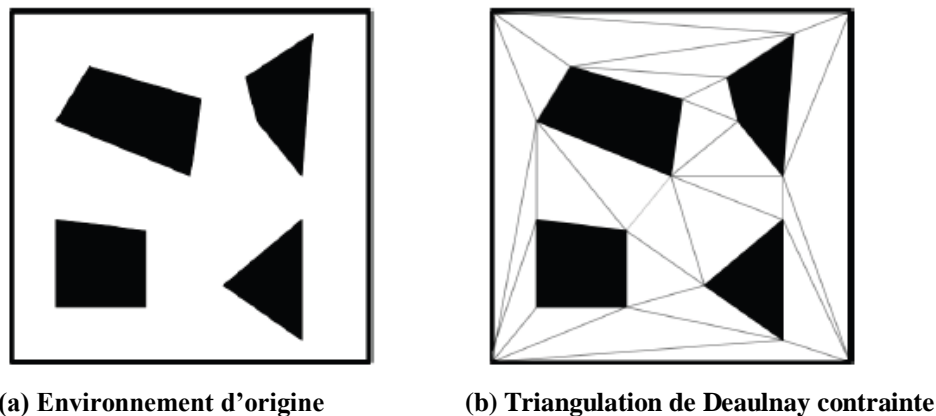 (a) Environnement d'origine
(b) Triangulation de Deaulnay contrainte